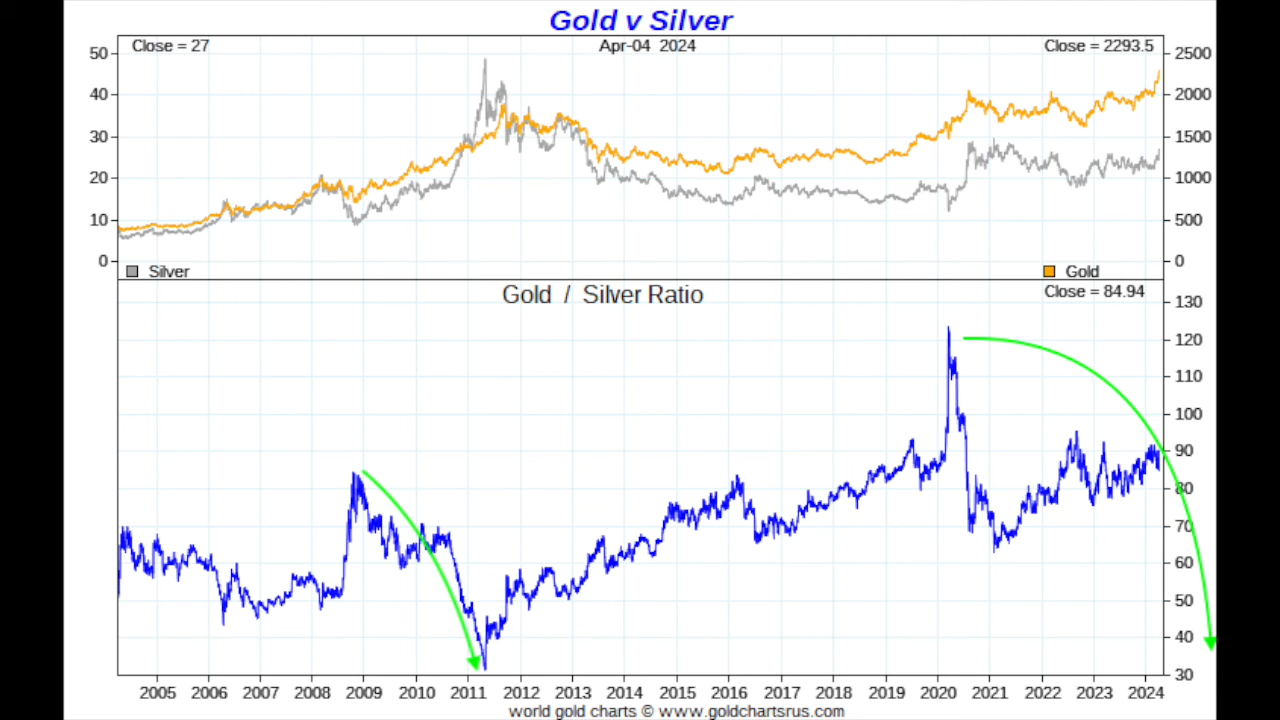 Gold v Silver
Close = 27 Apr-04 2024 Close = 2293.5
50 2500
40 2000
30 1500
20 1000
10 500
0 0
Silver Gold
Gold / Silver Ratio Close = 84.94
130
120
110
100
90
80
70
60
50
40
30
2005 2006 2007 2008 2009 2010 2011 2012 2013 2014 2015 2016 2017 2018 2019 2020 2021 2022 2023 2024
world gold charts © www.goldchartsrus.com